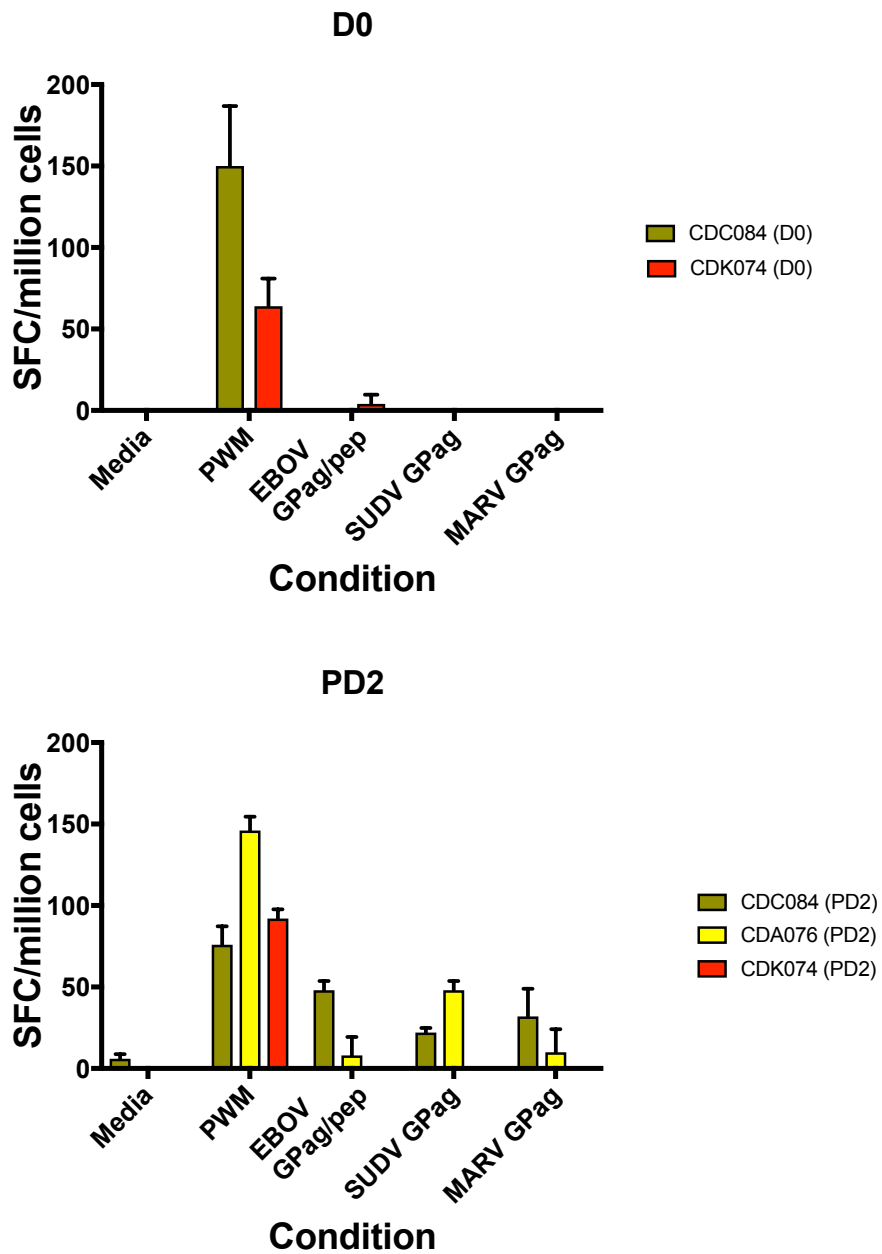 D0
SFC/million cells
200
150
100
50
0
Media
PWM
EBOV
GPag/pep
SUDV GPag
MARV GPag
Condition
CDC084 (D0)
CDK074 (D0)
PD2
SFC/million cells
200
150
100
50
0
Media
PWM
EBOV
GPag/pep
SUDV GPag
MARV GPag
Condition
CDC084 (PD2)
CDA076 (PD2)
CDK074 (PD2)